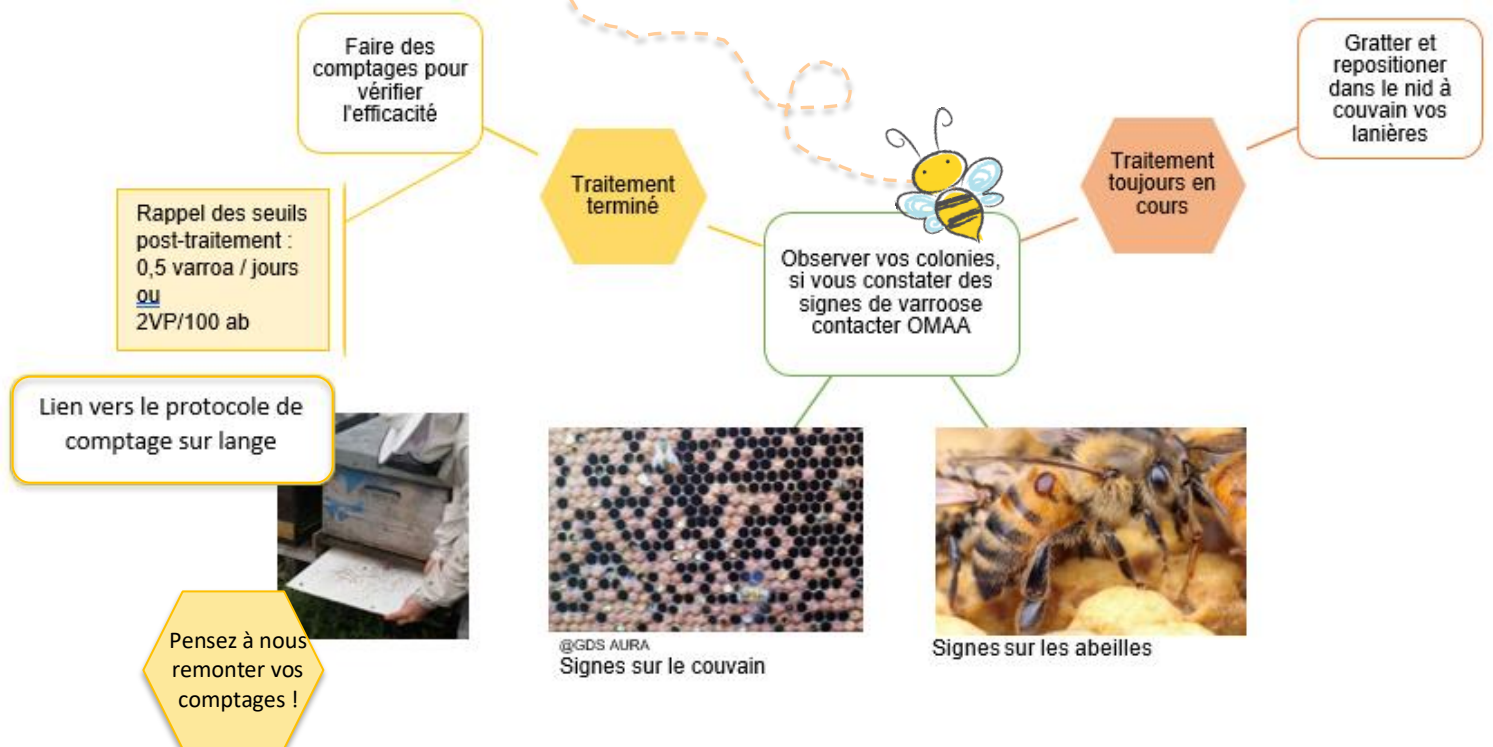 Faire des
comptages pour
vérifier
l'efficacité
Gratter et
repositioner
dans le nid à
couvain vos
lanières
Traitement
terminé
Traitement
toujours en
cours
Rappel des seuils
post-traitement :
0,5 varroa / jours
ou
2VP/100 ab
Observer vos colonies,
si vous constater des
signes de varroose
contacter OMAA
Lien vers le protocole de
comptage sur lange
@GDS AURA
Signes sur le couvain
Signes sur les abeilles
Pensez à nous
remonter vos
comptages !